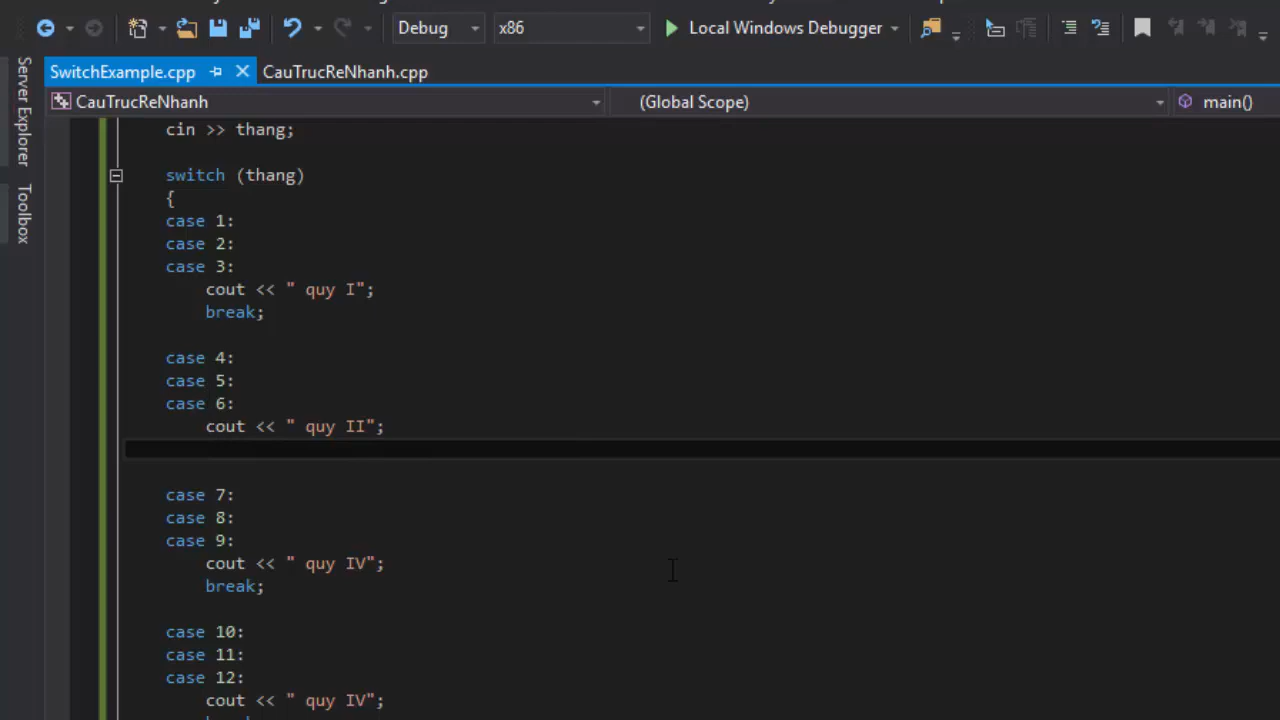 Debug x86 Local Windows Debugger
Server Explorer
Toolbox
SwitchExample.cpp CauTrucReNhanh.cpp
CauTrucReNhanh (Global Scope) main()
cin >> thang;
switch (thang)
{
case 1:
case 2:
case 3:
cout << " quy I";
break;
case 4:
case 5:
case 6:
cout << " quy II";
case 7:
case 8:
case 9:
cout << " quy IV";
break;
case 10:
case 11:
case 12:
cout << " quy IV";